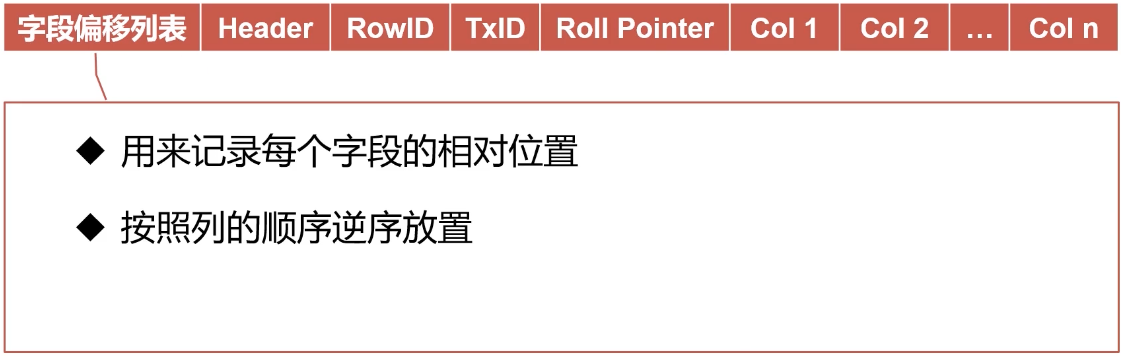 字段偏移列表 Header RowID TxID Roll Pointer Col 1 Col 2 … Col n
◆ 用来记录每个字段的相对位置
◆ 按照列的顺序逆序放置